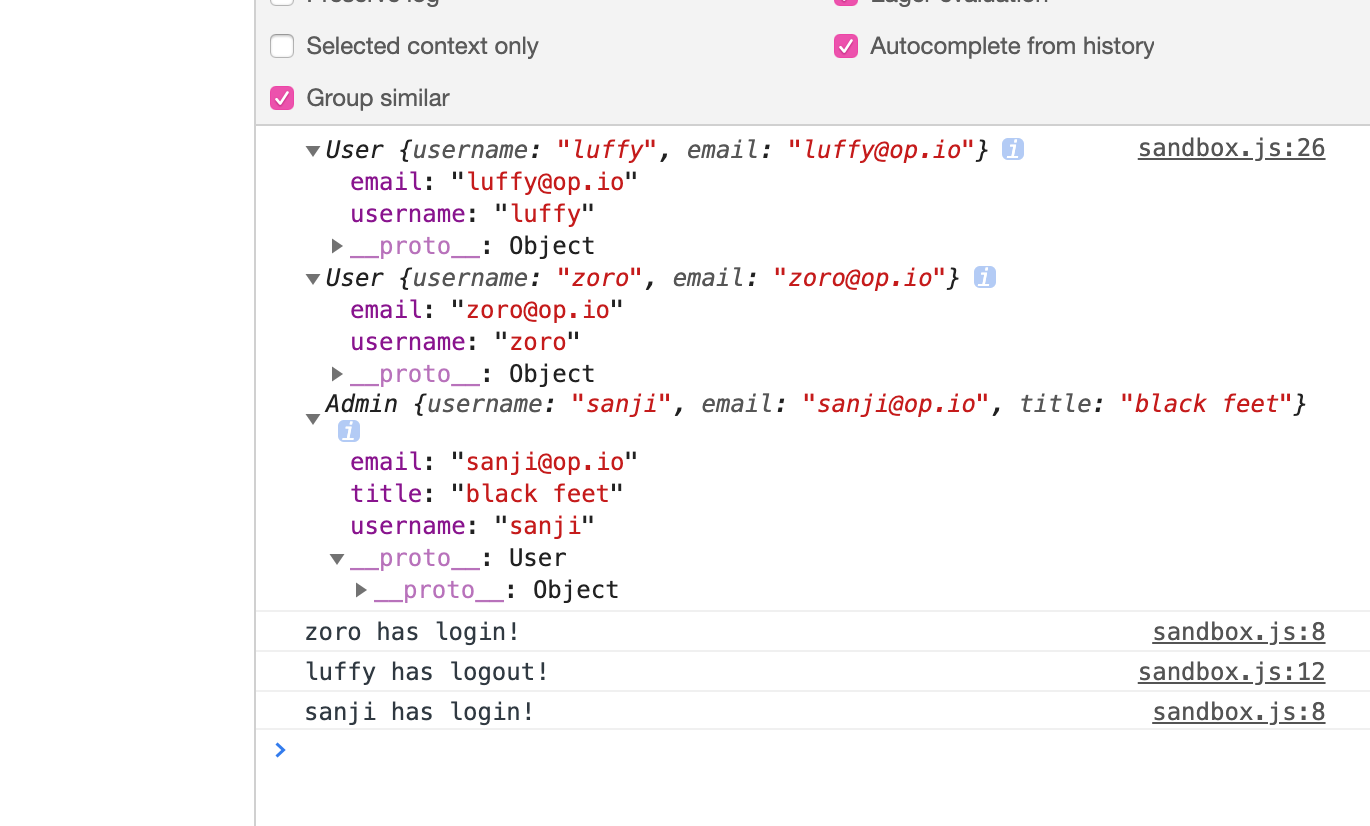 Preserve log Eager evaluation
Selected context only Autocomplete from history
Group similar
User {username: "luffy", email: "luffy@op.io"} i sandbox.js:26
email: "luffy@op.io"
username: "luffy"
__proto__: Object
User {username: "zoro", email: "zoro@op.io"} i
email: "zoro@op.io"
username: "zoro"
__proto__: Object
Admin {username: "sanji", email: "sanji@op.io", title: "black feet"}
i
email: "sanji@op.io"
title: "black feet"
username: "sanji"
__proto__: User
__proto__: Object
zoro has login! sandbox.js:8
luffy has logout! sandbox.js:12
sanji has login! sandbox.js:8